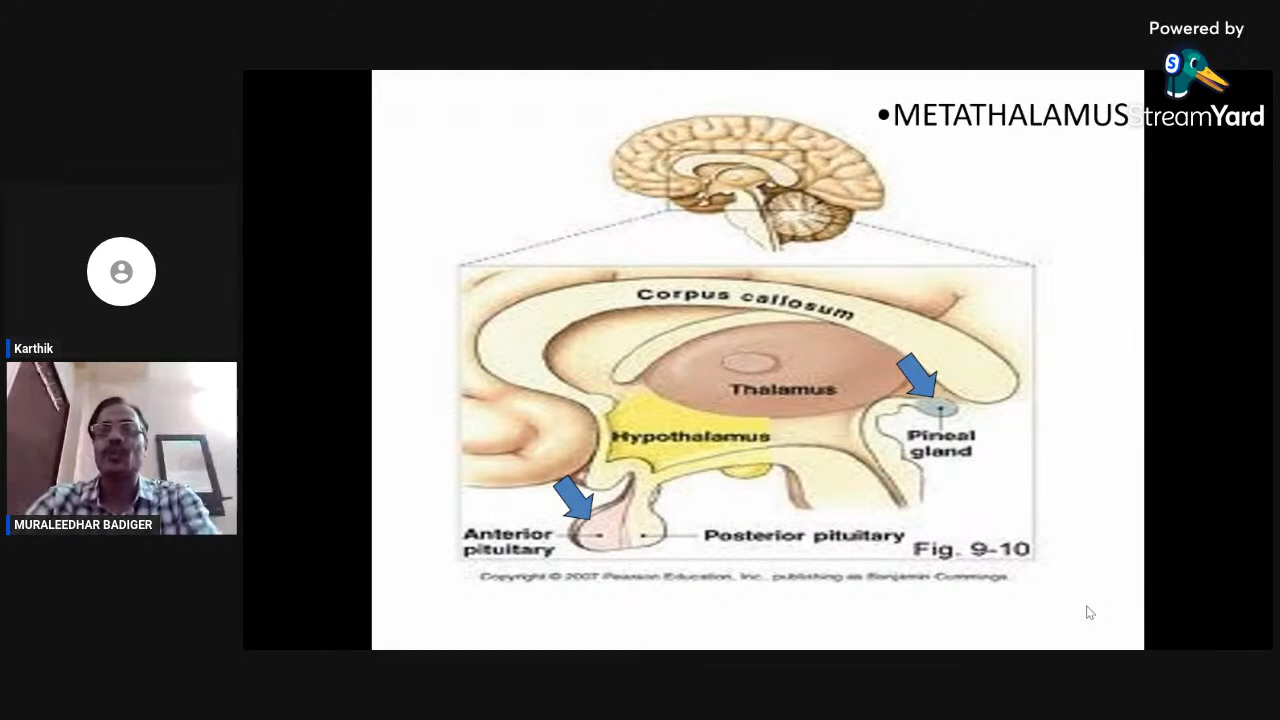 Powered by
S
StreamYard
•METATHALAMUS
Corpus callosum
Thalamus
Hypothalamus
Pineal
gland
Anterior
pituitary
Posterior pituitary
Fig. 9-10
Copyright © 2007 Pearson Education, Inc., publishing as Benjamin Cummings.
Karthik
MURALEEDHAR BADIGER